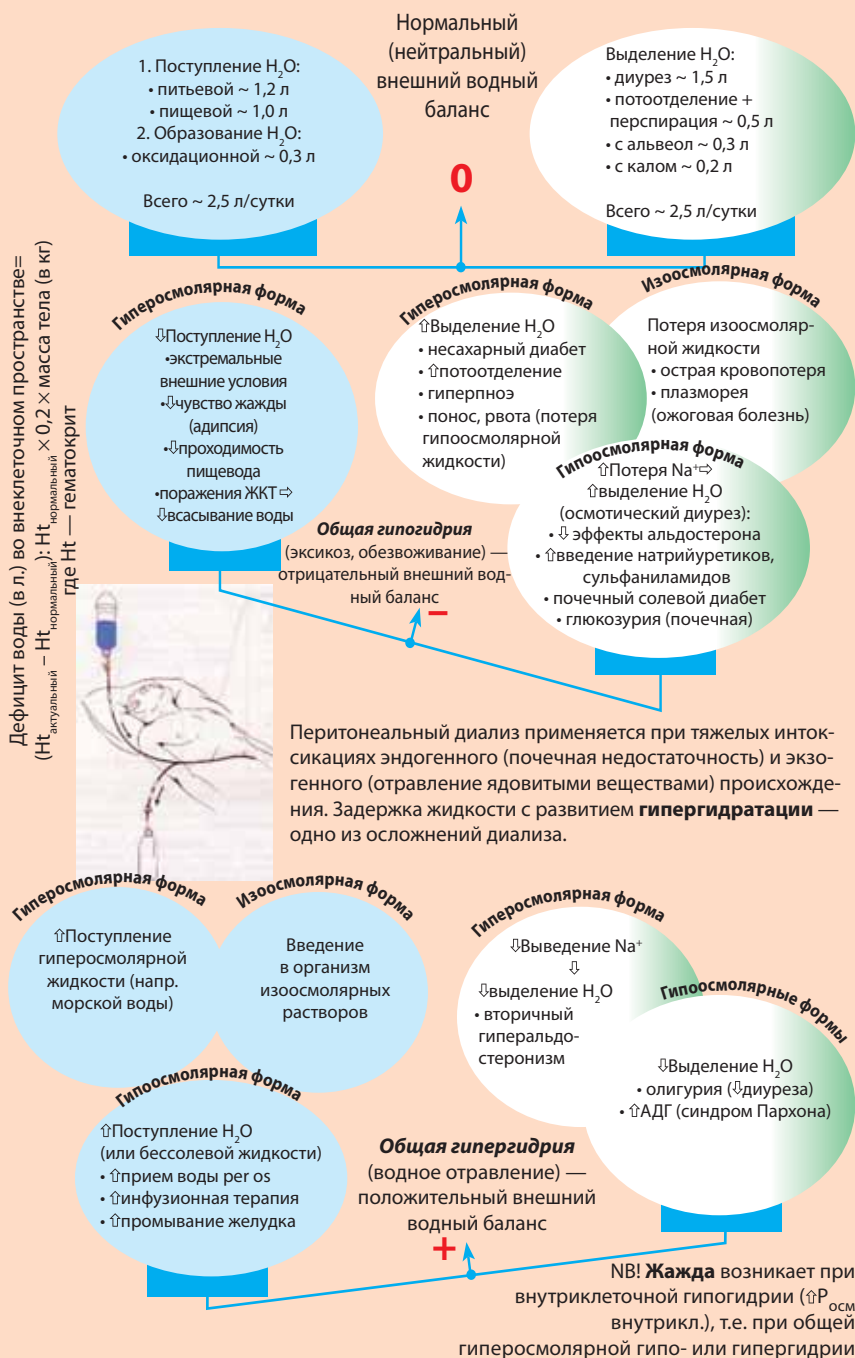 1. Поступление H₂O:
• питьевой ~ 1,2 л
• пищевой ~ 1,0 л
2. Образование H₂O:
• оксидационной ~ 0,3 л
Всего ~ 2,5 л/сутки
Нормальный
(нейтральный)
внешний водный
баланс
0
Выделение H₂O:
• диурез ~ 1,5 л
• потоотделение +
перспирация ~ 0,5 л
• с альвеол ~ 0,3 л
• с калом ~ 0,2 л
Всего ~ 2,5 л/сутки
Дефицит воды (в л.) во внеклеточном пространстве=
(Ht актуальный – Ht нормальный): Ht нормальный × 0,2 × масса тела (в кг)
где Ht — гематокрит
Гиперосмолярная форма
⇩Поступление H₂O
•экстремальные
внешние условия
•⇩чувство жажды
(адипсия)
•⇩проходимость
пищевода
•поражения ЖКТ⇨
⇩всасывание воды
Гиперосмолярная форма
⇧Выделение H₂O
• несахарный диабет
• ⇧потоотделение
• гиперпноэ
• понос, рвота (потеря
гипоосмолярной
жидкости)
Изоосмолярная форма
Потеря изоосмоляр-
ной жидкости
• острая кровопотеря
• плазморея
(ожоговая болезнь)
Гипоосмолярная форма
⇧Потеря Na⁺⇨
⇧выделение H₂O
(осмотический диурез):
• ⇩ эффекты альдостерона
• ⇧введение натрийуретиков,
сульфаниламидов
• почечный солевой диабет
• глюкозурия (почечная)
Общая гипогидрия
(эксикоз, обезвоживание) —
отрицательный внешний вод-
ный баланс
–
Перитонеальный диализ применяется при тяжелых инток-
сикациях эндогенного (почечная недостаточность) и экзо-
генного (отравление ядовитыми веществами) происхожде-
ния. Задержка жидкости с развитием гипергидратации —
одно из осложнений диализа.
Гиперосмолярная форма
⇧Поступление
гиперосмолярной
жидкости (напр.
морской воды)
Изоосмолярная форма
Введение
в организм
изоосмолярных
растворов
Гипоосмолярная форма
⇧Поступление H₂O
(или бессолевой жидкости)
• ⇧прием воды per os
• ⇧инфузионная терапия
• ⇧промывание желудка
Гиперосмолярная форма
⇩Выведение Na⁺
⇩
⇩выделение H₂O
• вторичный
гиперальдо-
стеронизм
Гипоосмолярные формы
⇩Выделение H₂O
• олигурия (⇩диуреза)
• ⇧АДГ (синдром Пархона)
Общая гипергидрия
(водное отравление) —
положительный внешний
водный баланс
+
NB! Жажда возникает при
внутриклеточной гипогидрии (⇧Pосм
внутрикл.), т.е. при общей
гиперосмолярной гипо- или гипергидрии